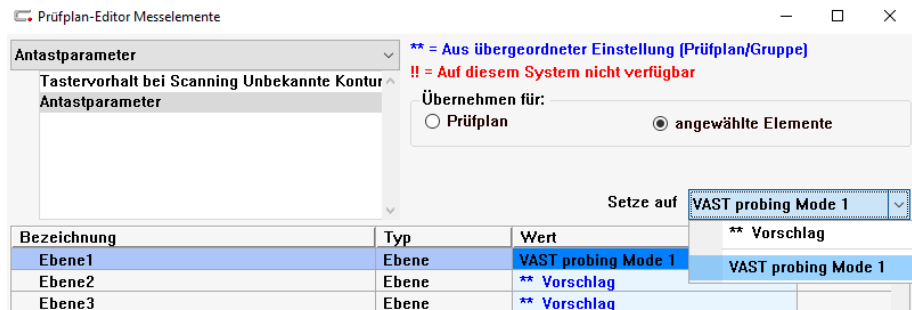 Prüfplan-Editor Messelemente
Antastparameter
** = Aus übergeordneter Einstellung (Prüfplan/Gruppe)
!! = Auf diesem System nicht verfügbar
Tastervorhalt bei Scanning Unbekannte Kontur
Antastparameter
Übernehmen für:
Prüfplan angewählte Elemente
Setze auf VAST probing Mode 1
** Vorschlag
VAST probing Mode 1
Bezeichnung Typ Wert
Ebene1 Ebene VAST probing Mode 1
Ebene2 Ebene ** Vorschlag
Ebene3 Ebene ** Vorschlag